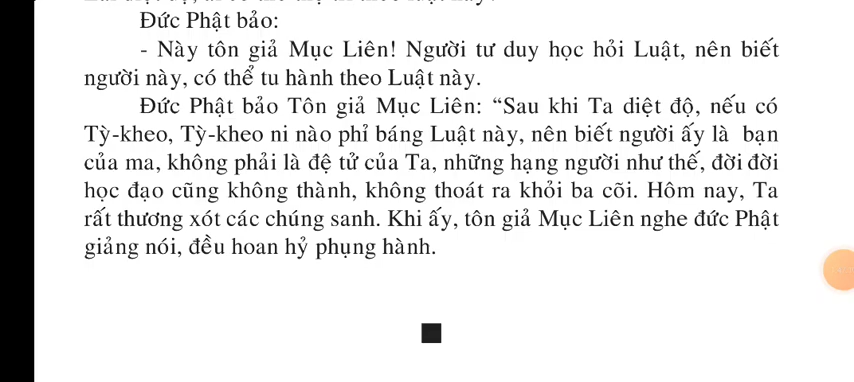 Đức Phật bảo:
- Này tôn giả Mục Liên! Người tư duy học hỏi Luật, nên biết
người này, có thể tu hành theo Luật này.
Đức Phật bảo Tôn giả Mục Liên: “Sau khi Ta diệt độ, nếu có
Tỳ-kheo, Tỳ-kheo ni nào phỉ báng Luật này, nên biết người ấy là bạn
của ma, không phải là đệ tử của Ta, những hạng người như thế, đời đời
học đạo cũng không thành, không thoát ra khỏi ba cõi. Hôm nay, Ta
rất thương xót các chúng sanh. Khi ấy, tôn giả Mục Liên nghe đức Phật
giảng nói, đều hoan hỷ phụng hành.